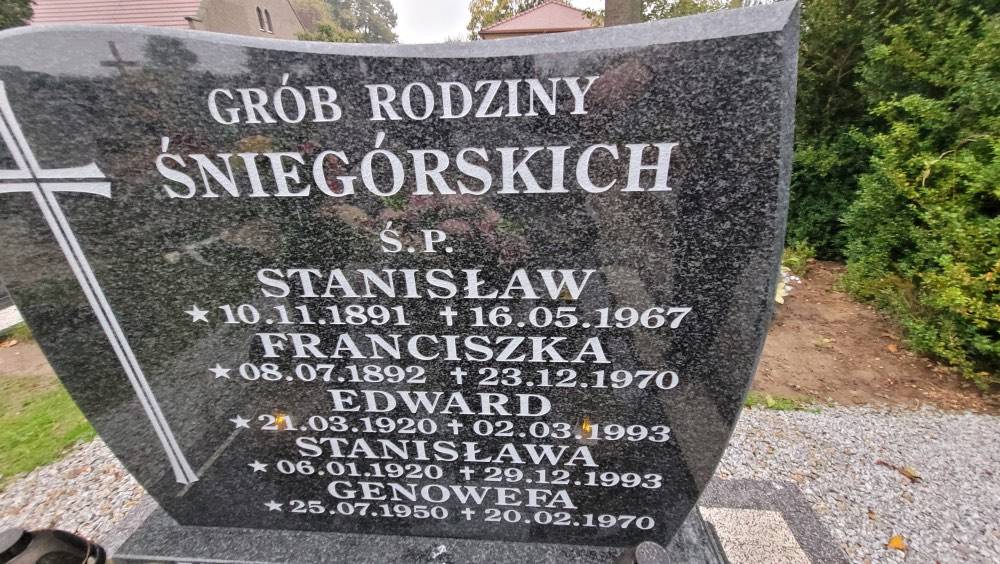 GRÓB RODZINY
ŚNIEGÓRSKICH
Ś.P.
STANISŁAW
★10.11.1891 ✝16.05.1967
FRANCISZKA
★08.07.1892 ✝23.12.1970
EDWARD
★21.03.1920 ✝02.03.1993
STANISŁAWA
★06.01.1920 ✝29.12.1993
GENOWEFA
★25.07.1950 ✝20.02.1970